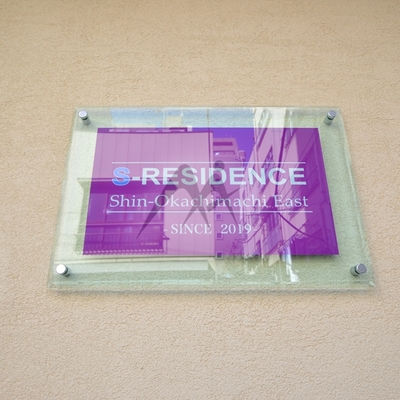 S-RESIDENCE
Shin-Okachimachi East
- SINCE 2019 -